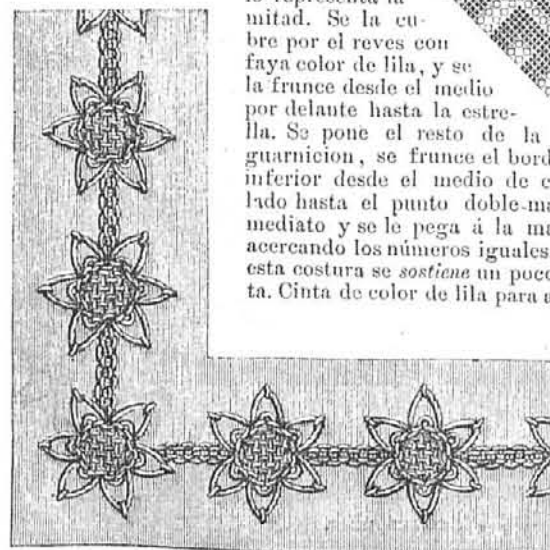 mitad. Se la cu-
bre por el reves con
faya color de lila, y se
la frunce desde el medio
por delante hasta la estre-
lla. Se pone el resto de la
guarnicion, se frunce el bord
inferior desde el medio de c
lado hasta el punto doble-ma
mediato y se le pega á la ma
acercando los números iguales
esta costura se sostiene un poco
ta. Cinta de color de lila para a